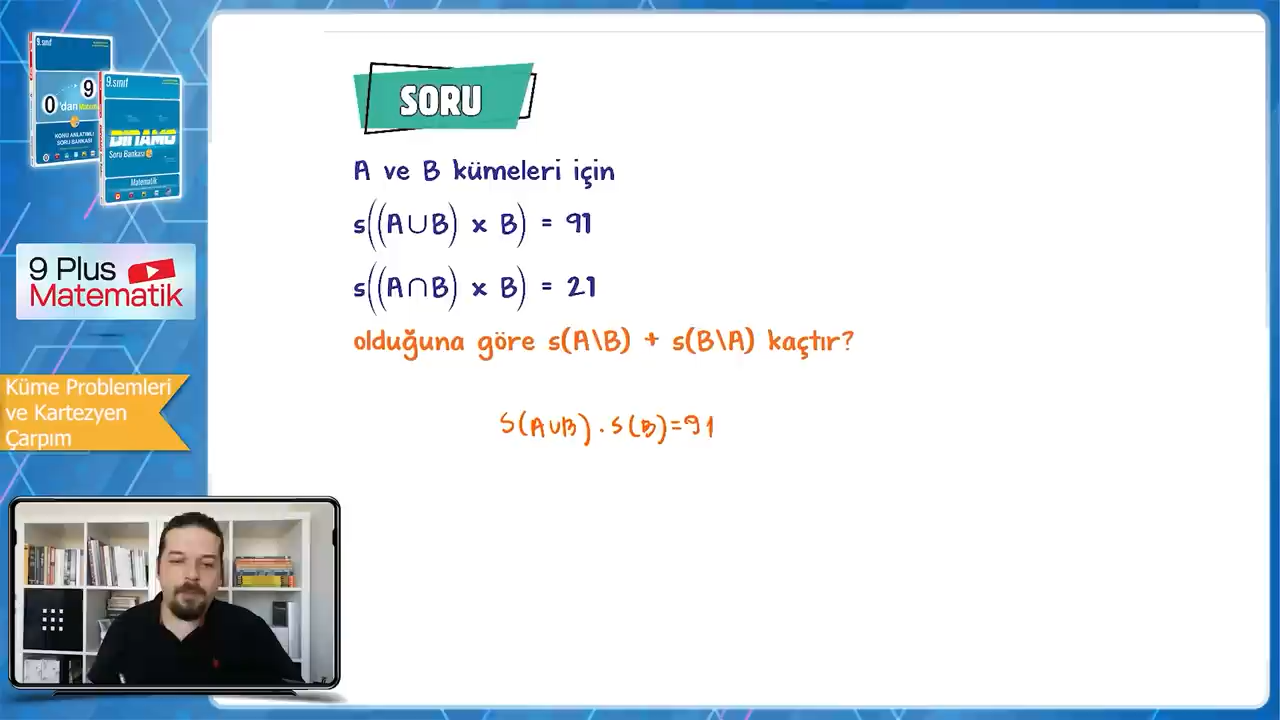 9.sınıf
0'dan 9
KONU ANLATIMLI
SORU BANKASI
9.sınıf
DİNAMO
Soru Bankası
Matematik
9 Plus
Matematik
Küme Problemleri
ve Kartezyen
Çarpım
SORU
A ve B kümeleri için
s((A∪B) x B) = 91
s((A∩B) x B) = 21
olduğuna göre s(A\B) + s(B\A) kaçtır?
S(A∪B).S(B)=91